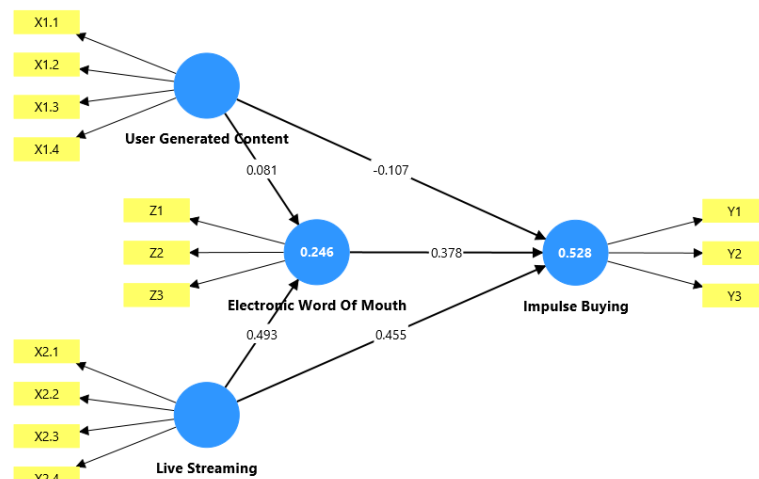 X1.1
X1.2
X1.3
X1.4
User Generated Content
0.081
-0.107
Z1
Z2
Z3
0.246
Electronic Word Of Mouth
0.378
0.528
Impulse Buying
Y1
Y2
Y3
0.493
0.455
X2.1
X2.2
X2.3
X2.4
Live Streaming